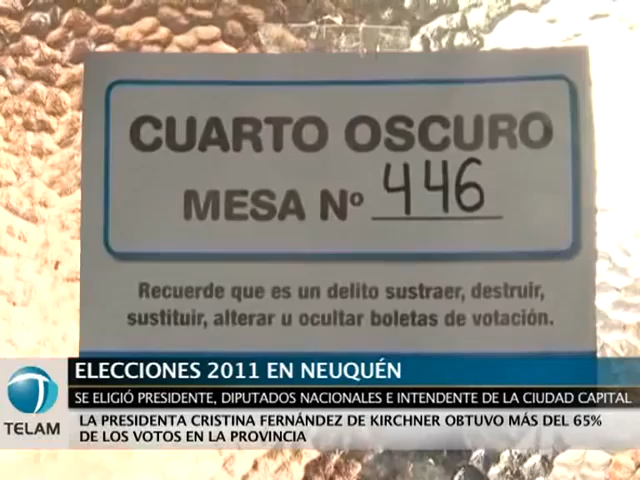 CUARTO OSCURO
MESA Nº 446
Recuerde que es un delito sustraer, destruir,
sustituir, alterar u ocultar boletas de votación.
ELECCIONES 2011 EN NEUQUÉN
SE ELIGIÓ PRESIDENTE, DIPUTADOS NACIONALES E INTENDENTE DE LA CIUDAD CAPITAL
LA PRESIDENTA CRISTINA FERNÁNDEZ DE KIRCHNER OBTUVO MÁS DEL 65%
DE LOS VOTOS EN LA PROVINCIA
TELAM